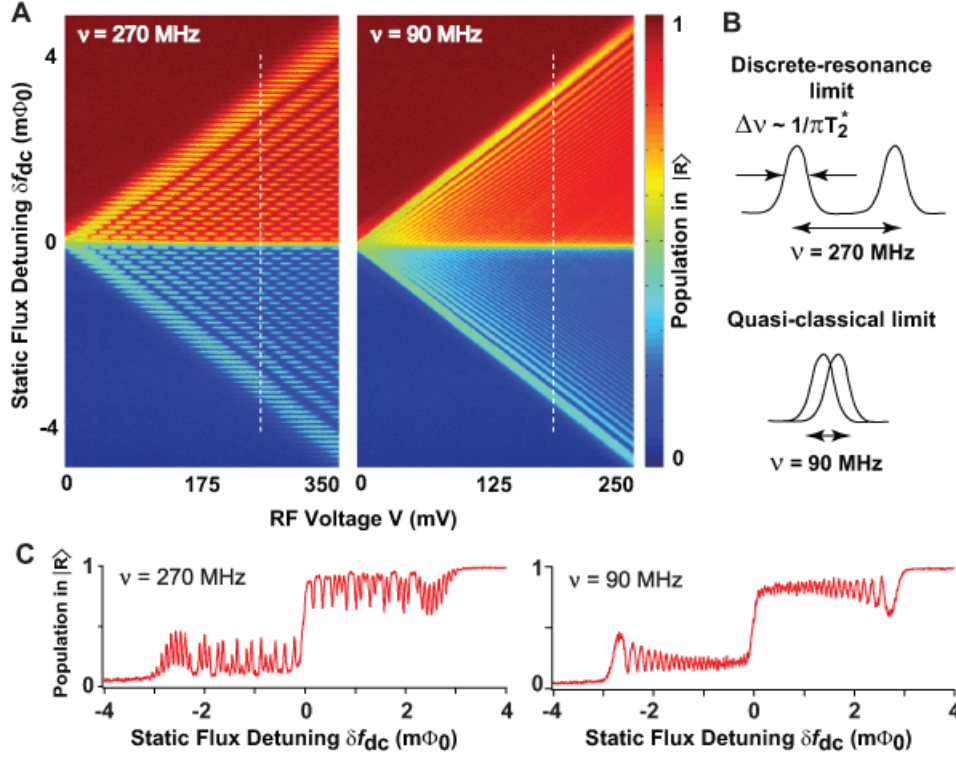 A
ν = 270 MHz
ν = 90 MHz
Static Flux Detuning δf_dc (mΦ₀)
4
0
-4
0
175
350
0
125
250
RF Voltage V (mV)
1
0
Population in |R⟩
B
Discrete-resonance
limit
Δν ~ 1/πT₂*
ν = 270 MHz
Quasi-classical limit
ν = 90 MHz
C
Population in |R⟩
1
0
ν = 270 MHz
-4
-2
0
2
4
Static Flux Detuning δf_dc (mΦ₀)
1
0
ν = 90 MHz
-4
-2
0
2
4
Static Flux Detuning δf_dc (mΦ₀)